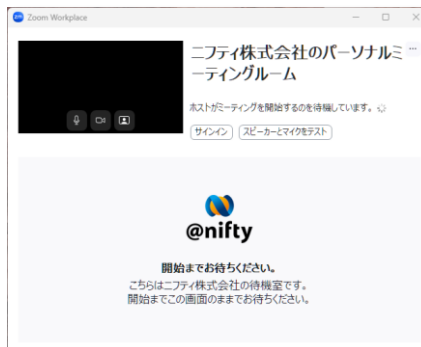 Zoom Workplace
ニフティ株式会社のパーソナルミ
ーティングルーム
ホストがミーティングを開始するのを待機しています。
サインイン
スピーカーとマイクをテスト
@nifty
開始までお待ちください。
こちらはニフティ株式会社の待機室です。
開始までこの画面のままでお待ちください。